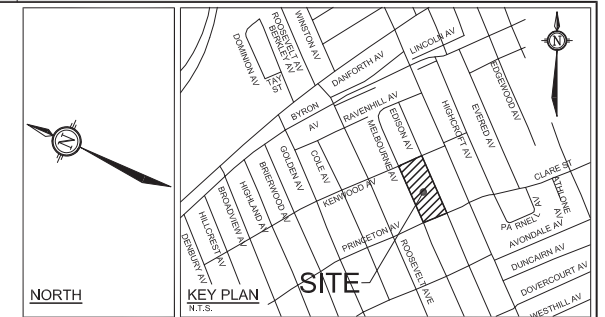 N
NORTH
N
DOMINION AV
TAY
ST
ROOSEVELT AV
BERKLEY AV
WINSTON AV
DANFORTH AV
LINCOLN AV
BYRON
AV
RAVENHILL AV
EDISON AV
MELBOURNE AV
HIGHCROFT AV
EVERED AV
EDGEWOOD AV
COLE AV
GOLDEN AV
BRIERWOOD AV
HIGHLAND AV
BROADVIEW AV
HILLCREST AV
DENBURY AV
KENWOOD AV
PRINCETON AV
ROOSEVELT AVE
CLARE ST
ATHLONE
AV
PARNELL
AV
AVONDALE AV
DUNCAIRN AV
DOVERCOURT AV
WESTHILL AV
SITE
KEY PLAN
N.T.S.